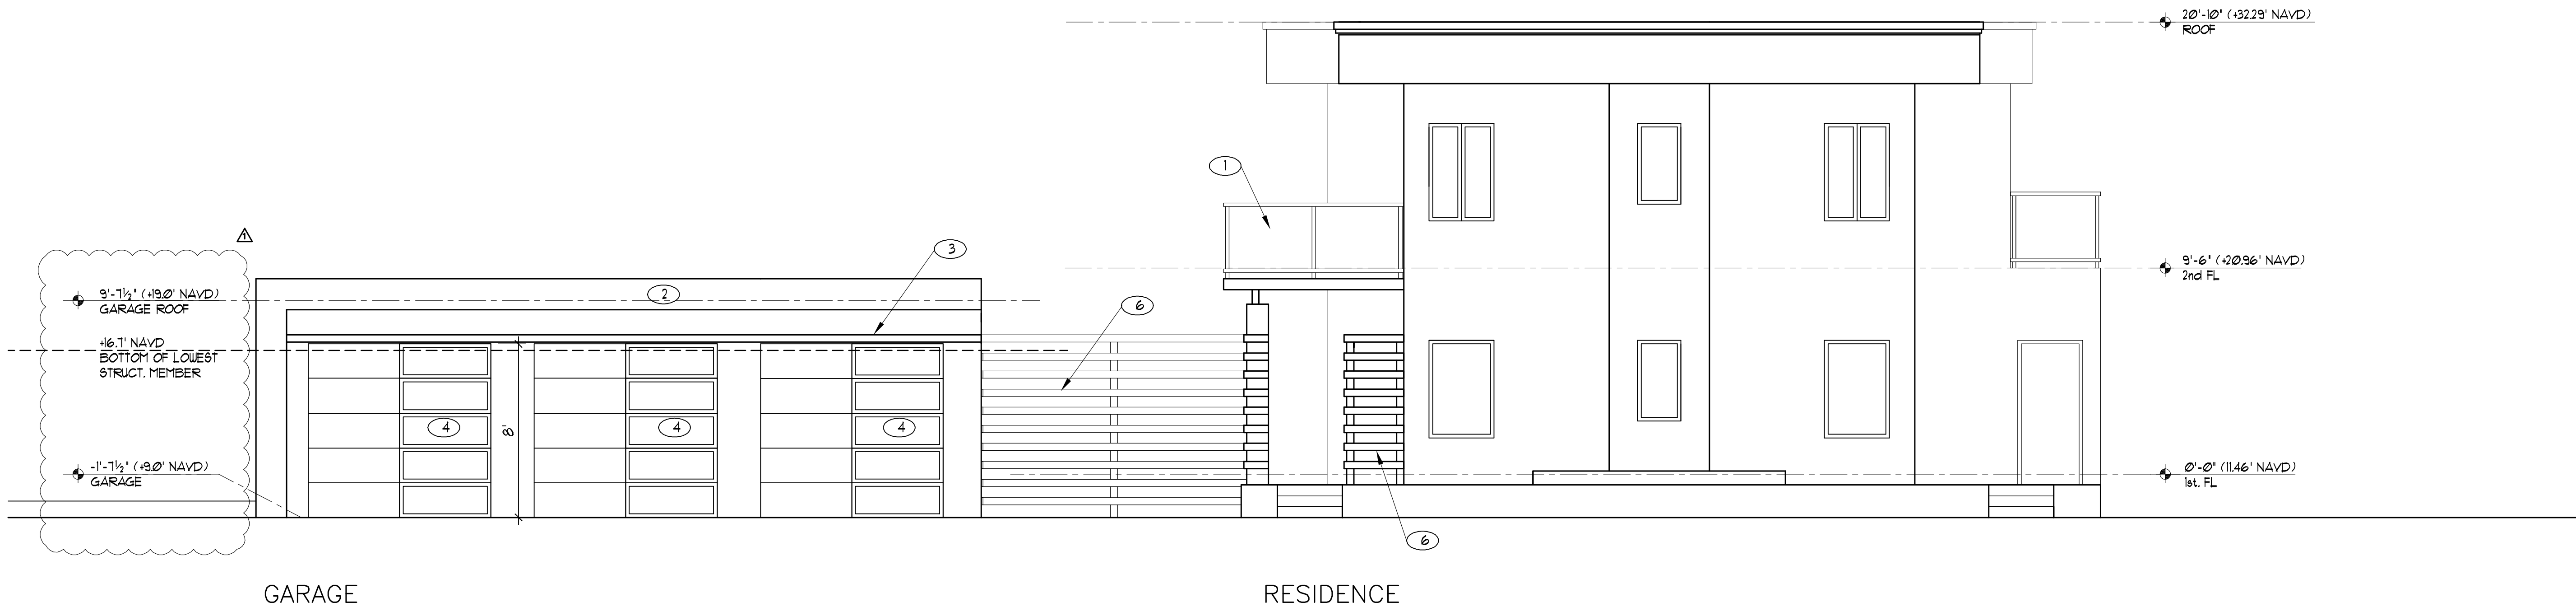 20'-10" (+32.29' NAVD)
ROOF
1
1
3
9'-6" (+20.96' NAVD)
2nd FL
9'-7½" (+19.0' NAVD)
GARAGE ROOF
2
6
+16.7' NAVD
BOTTOM OF LOWEST
STRUCT. MEMBER
4
4
4
8'
-1'-7½" (+9.0' NAVD)
GARAGE
0'-0" (11.46' NAVD)
1st. FL
6
GARAGE
RESIDENCE